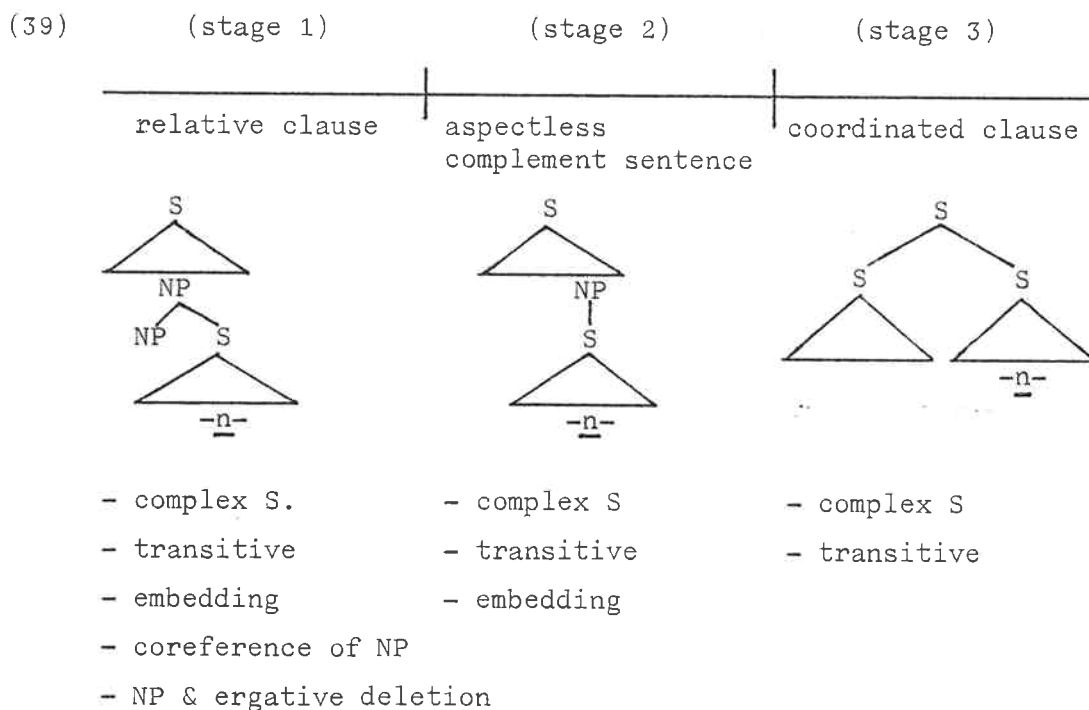 (39) (stage 1) (stage 2) (stage 3)
relative clause aspectless coordinated clause
complement sentence
S S S
NP NP S S
NP S S
-n- -n- -n-
- complex S. - complex S - complex S
- transitive - transitive - transitive
- embedding - embedding
- coreference of NP
- NP & ergative deletion